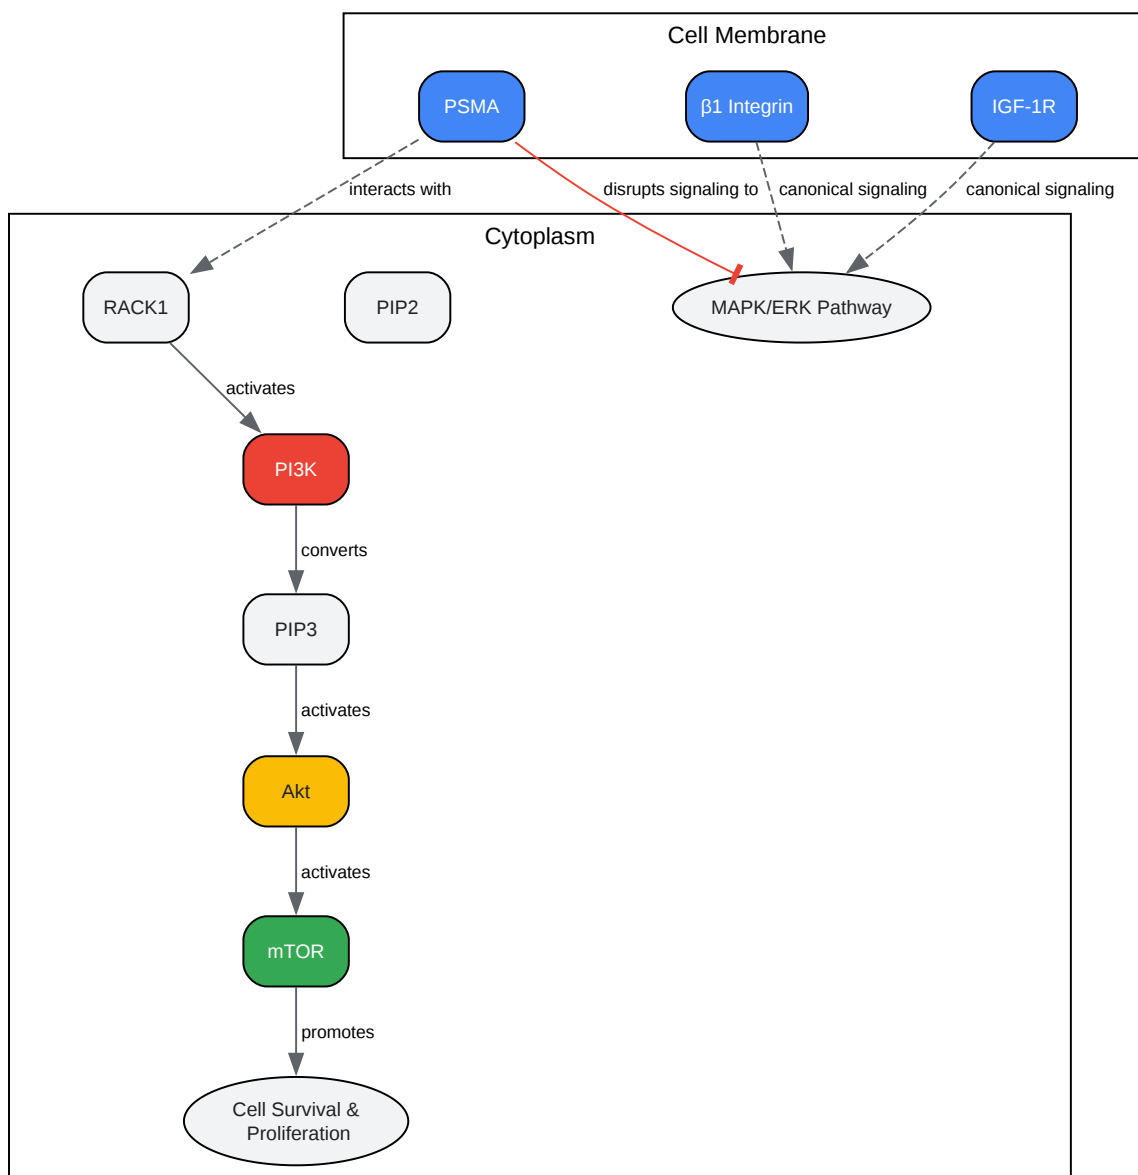 Cell Membrane
PSMA
β1 Integrin
IGF-1R
interacts with
disrupts signaling to
canonical signaling
canonical signaling
Cytoplasm
RACK1
PIP2
MAPK/ERK Pathway
activates
PI3K
converts
PIP3
activates
Akt
activates
mTOR
promotes
Cell Survival &
Proliferation